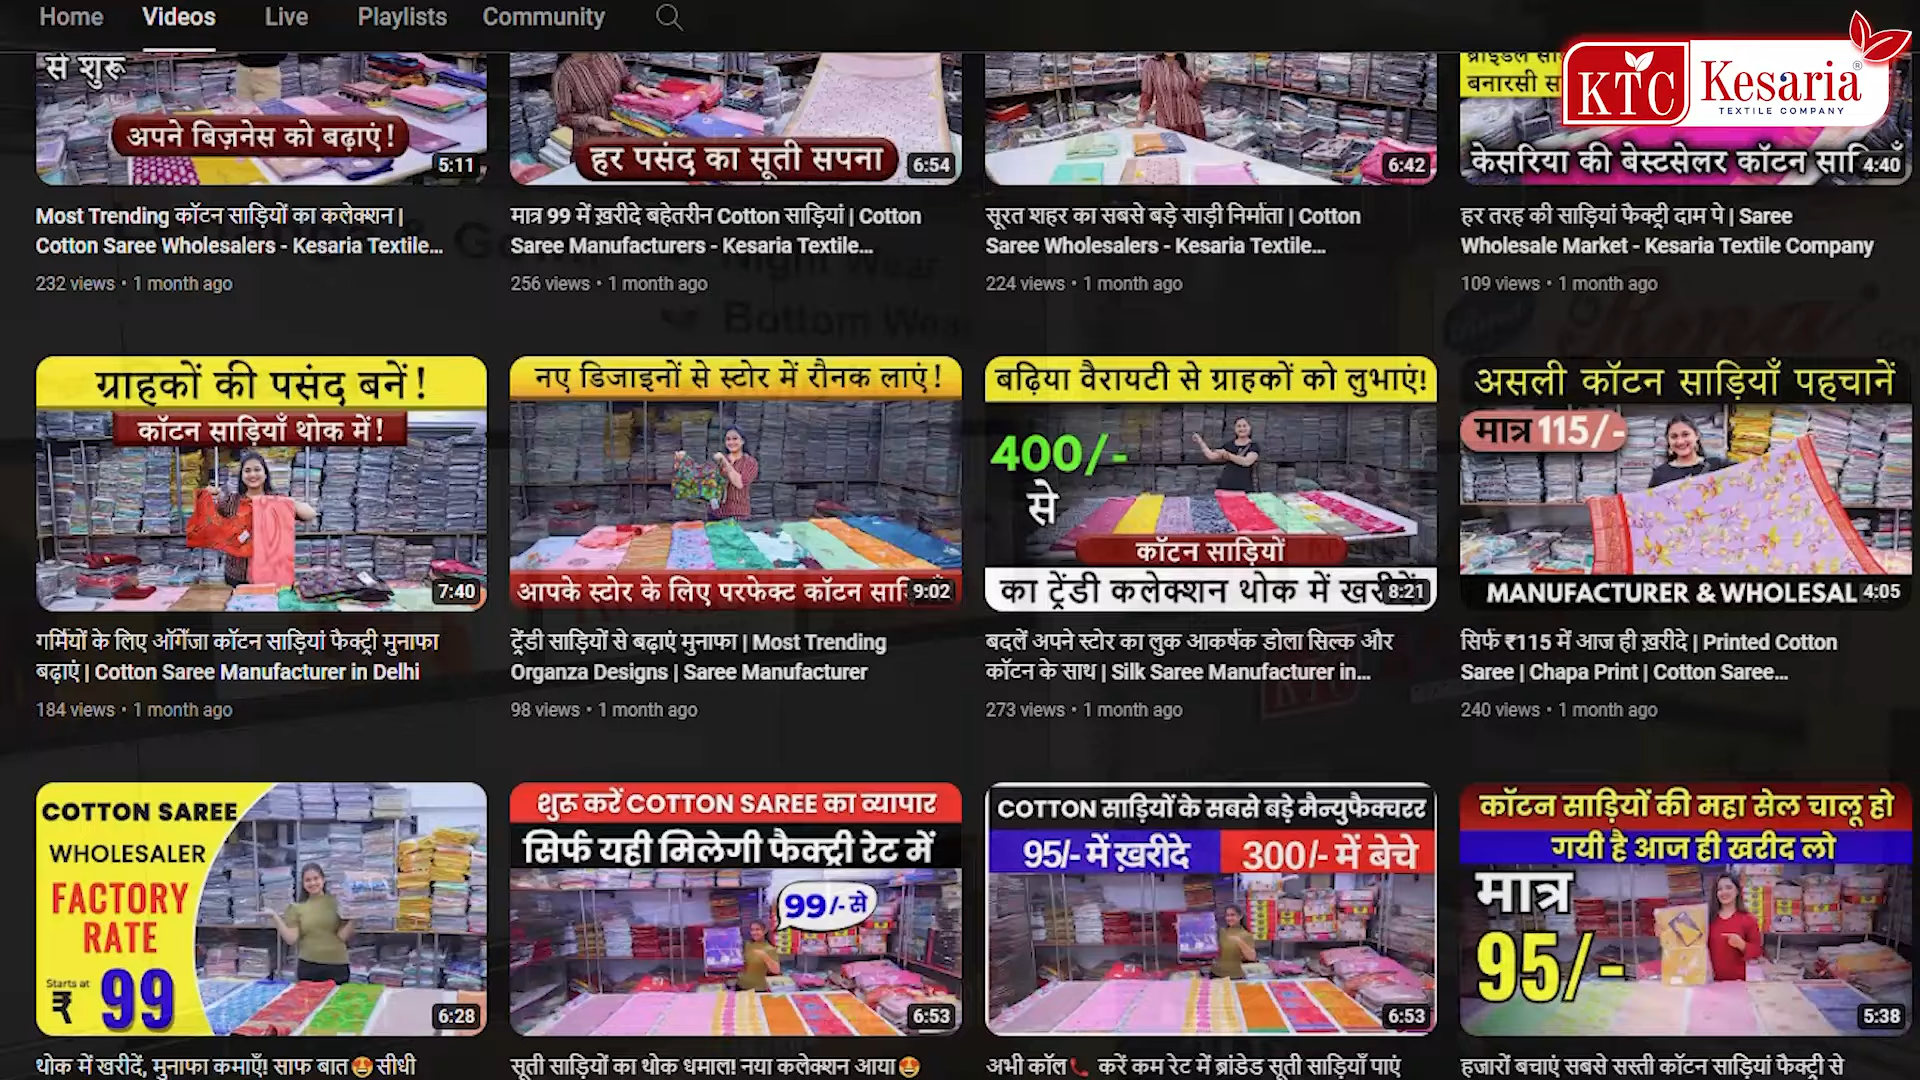 Home Videos Live Playlists Community
KTC Kesaria®
TEXTILE COMPANY
से शुरू
अपने बिज़नेस को बढ़ाएं!
5:11
हर पसंद का सूती सपना
6:54
6:42
बनारसी
केसरिया की बेस्टसेलर कॉटन
4:40
Most Trending कॉटन साड़ियों का कलेक्शन |
Cotton Saree Wholesalers - Kesaria Textile...
232 views • 1 month ago
मात्र 99 में ख़रीदे बहेतरीन Cotton साड़ियां | Cotton
Saree Manufacturers - Kesaria Textile...
256 views • 1 month ago
सूरत शहर का सबसे बड़े साड़ी निर्माता | Cotton
Saree Wholesalers - Kesaria Textile...
224 views • 1 month ago
हर तरह की साड़ियां फैक्ट्री दाम पे | Saree
Wholesale Market - Kesaria Textile Company
109 views • 1 month ago
Night Wear
Bottom Wear
ग्राहकों की पसंद बनें!
कॉटन साड़ियाँ थोक में!
7:40
नए डिजाइनों से स्टोर में रौनक लाएं!
आपके स्टोर के लिए परफेक्ट कॉटन
9:02
बढ़िया वैरायटी से ग्राहकों को लुभाएं!
400/-
से
कॉटन साड़ियों
का ट्रेंडी कलेक्शन थोक में
8:21
असली कॉटन साड़ियाँ पहचानें
मात्र 115/-
MANUFACTURER & WHOLESAL
4:05
गर्मियों के लिए ऑर्गेंजा कॉटन साड़ियां फैक्ट्री मुनाफा
बढ़ाएं | Cotton Saree Manufacturer in Delhi
184 views • 1 month ago
ट्रेंडी साड़ियों से बढ़ाएं मुनाफा | Most Trending
Organza Designs | Saree Manufacturer
98 views • 1 month ago
बदलें अपने स्टोर का लुक आकर्षक डोला सिल्क और
कॉटन के साथ | Silk Saree Manufacturer in...
273 views • 1 month ago
सिर्फ ₹115 में आज ही ख़रीदे | Printed Cotton
Saree | Chapa Print | Cotton Saree...
240 views • 1 month ago
COTTON SAREE
WHOLESALER
FACTORY
RATE
Starts at
₹ 99
6:28
शुरू करें COTTON SAREE का व्यापार
सिर्फ यही मिलेगी फैक्ट्री रेट में
99/- से
6:53
COTTON साड़ियों के सबसे बड़े मैन्युफैक्चरर
95/- में ख़रीदे 300/- में बेचे
6:53
कॉटन साड़ियों की महा सेल चालू हो
गयी है आज ही खरीद लो
मात्र
95/-
5:38
थोक में खरीदें, मुनाफा कमाएँ! साफ बात🤩सीधी
सूती साड़ियों का थोक धमाल! नया कलेक्शन आया🤩
अभी कॉल📞 करें कम रेट में ब्रांडेड सूती साड़ियाँ पाएं
हजारों बचाएं सबसे सस्ती कॉटन साड़ियां फैक्ट्री से